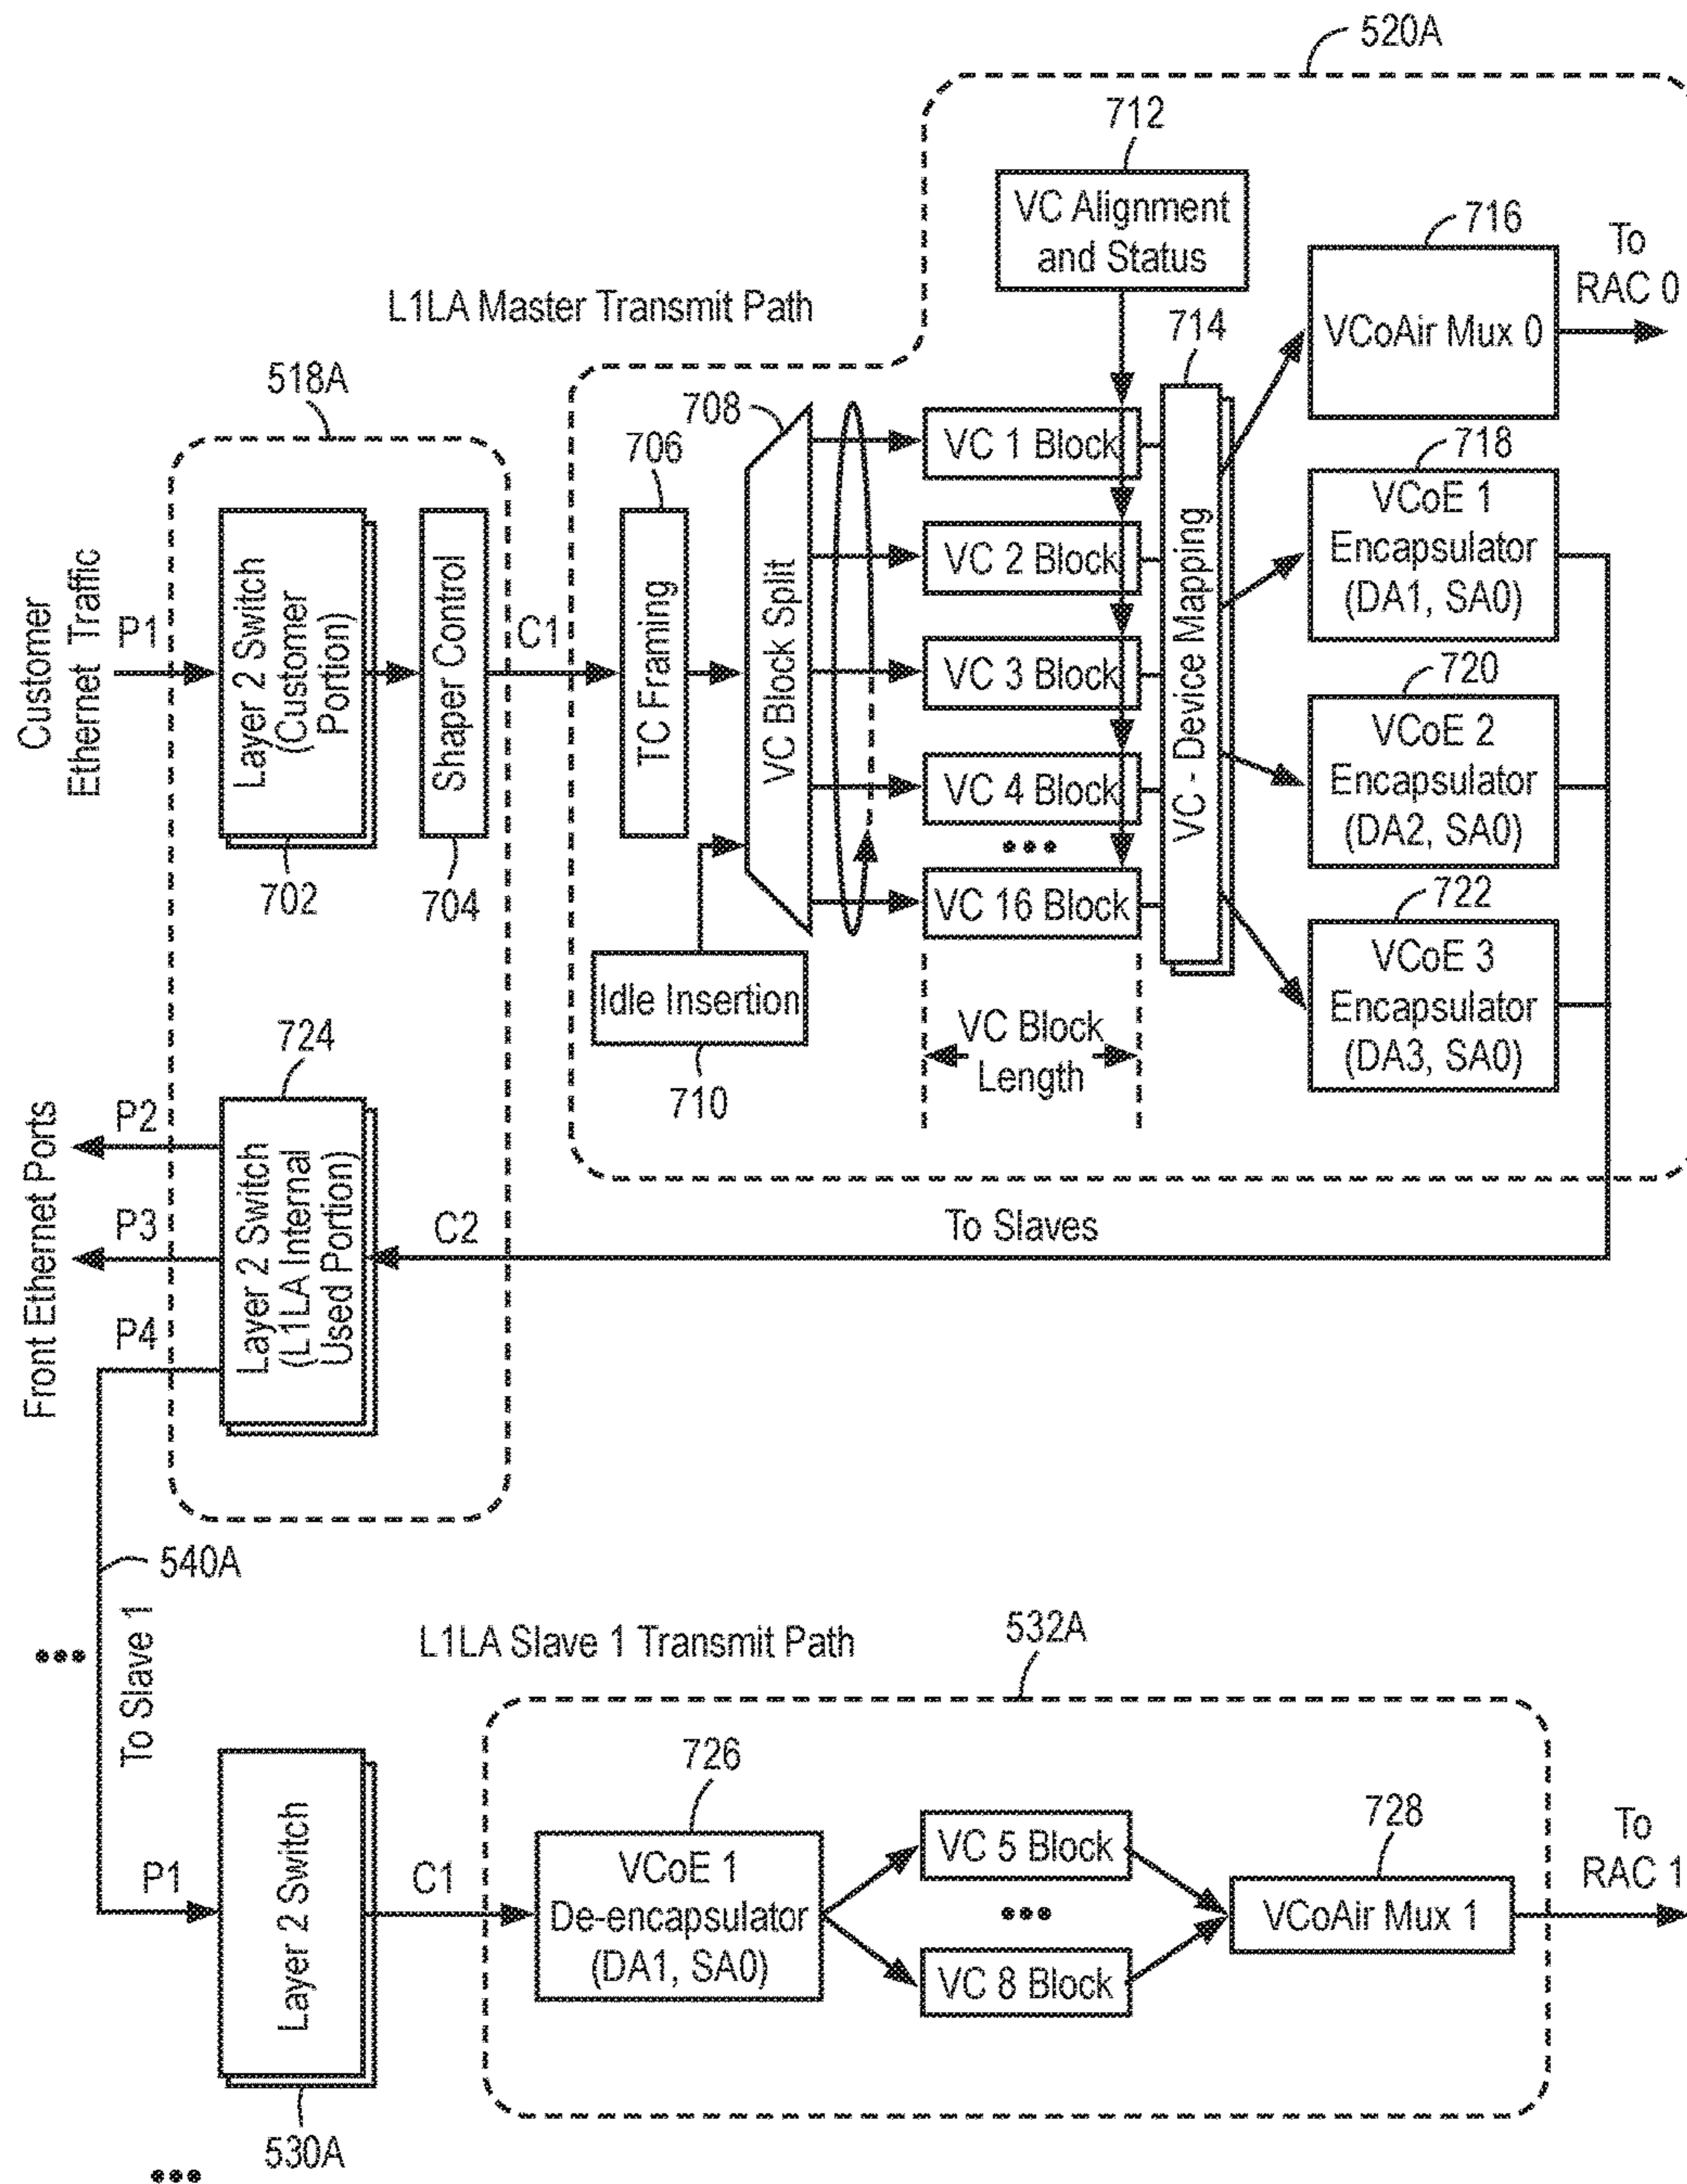 520A
712
VC Alignment
and Status
716
To
RAC 0
VCoAir Mux 0
L1LA Master Transmit Path
714
518A
708
706
VC 1 Block
718
VCoE 1
Encapsulator
(DA1, SA0)
Customer
Ethernet Traffic
P1
Layer 2 Switch
(Customer
Portion)
Shaper Control
C1
TC Framing
VC Block Split
VC 2 Block
VC 3 Block
VC - Device Mapping
720
VCoE 2
Encapsulator
(DA2, SA0)
VC 4 Block
•••
702
704
VC 16 Block
722
VCoE 3
Encapsulator
(DA3, SA0)
Idle Insertion
710
VC Block
Length
724
Front Ethernet Ports
P2
P3
P4
Layer 2 Switch
(L1LA Internal
Used Portion)
C2
To Slaves
540A
•••
To Slave 1
L1LA Slave 1 Transmit Path
532A
726
P1
Layer 2 Switch
C1
VCoE 1
De-encapsulator
(DA1, SA0)
VC 5 Block
•••
VC 8 Block
728
VCoAir Mux 1
To
RAC 1
530A
•••